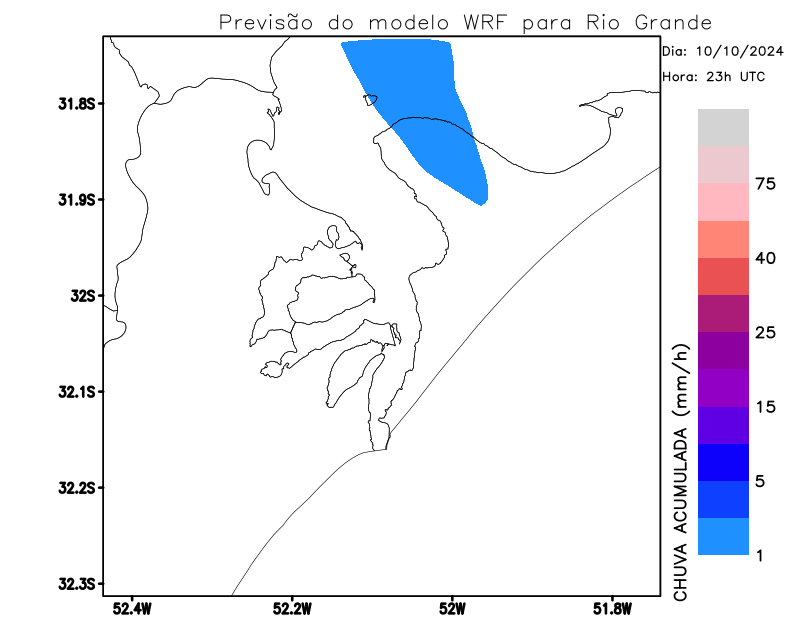 Previsão do modelo WRF para Rio Grande
Dia: 10/10/2024
Hora: 23h UTC
31.8S
31.9S
32S
32.1S
32.2S
32.3S
52.4W
52.2W
52W
51.8W
75
40
25
15
5
1
CHUVA ACUMULADA (mm/h)